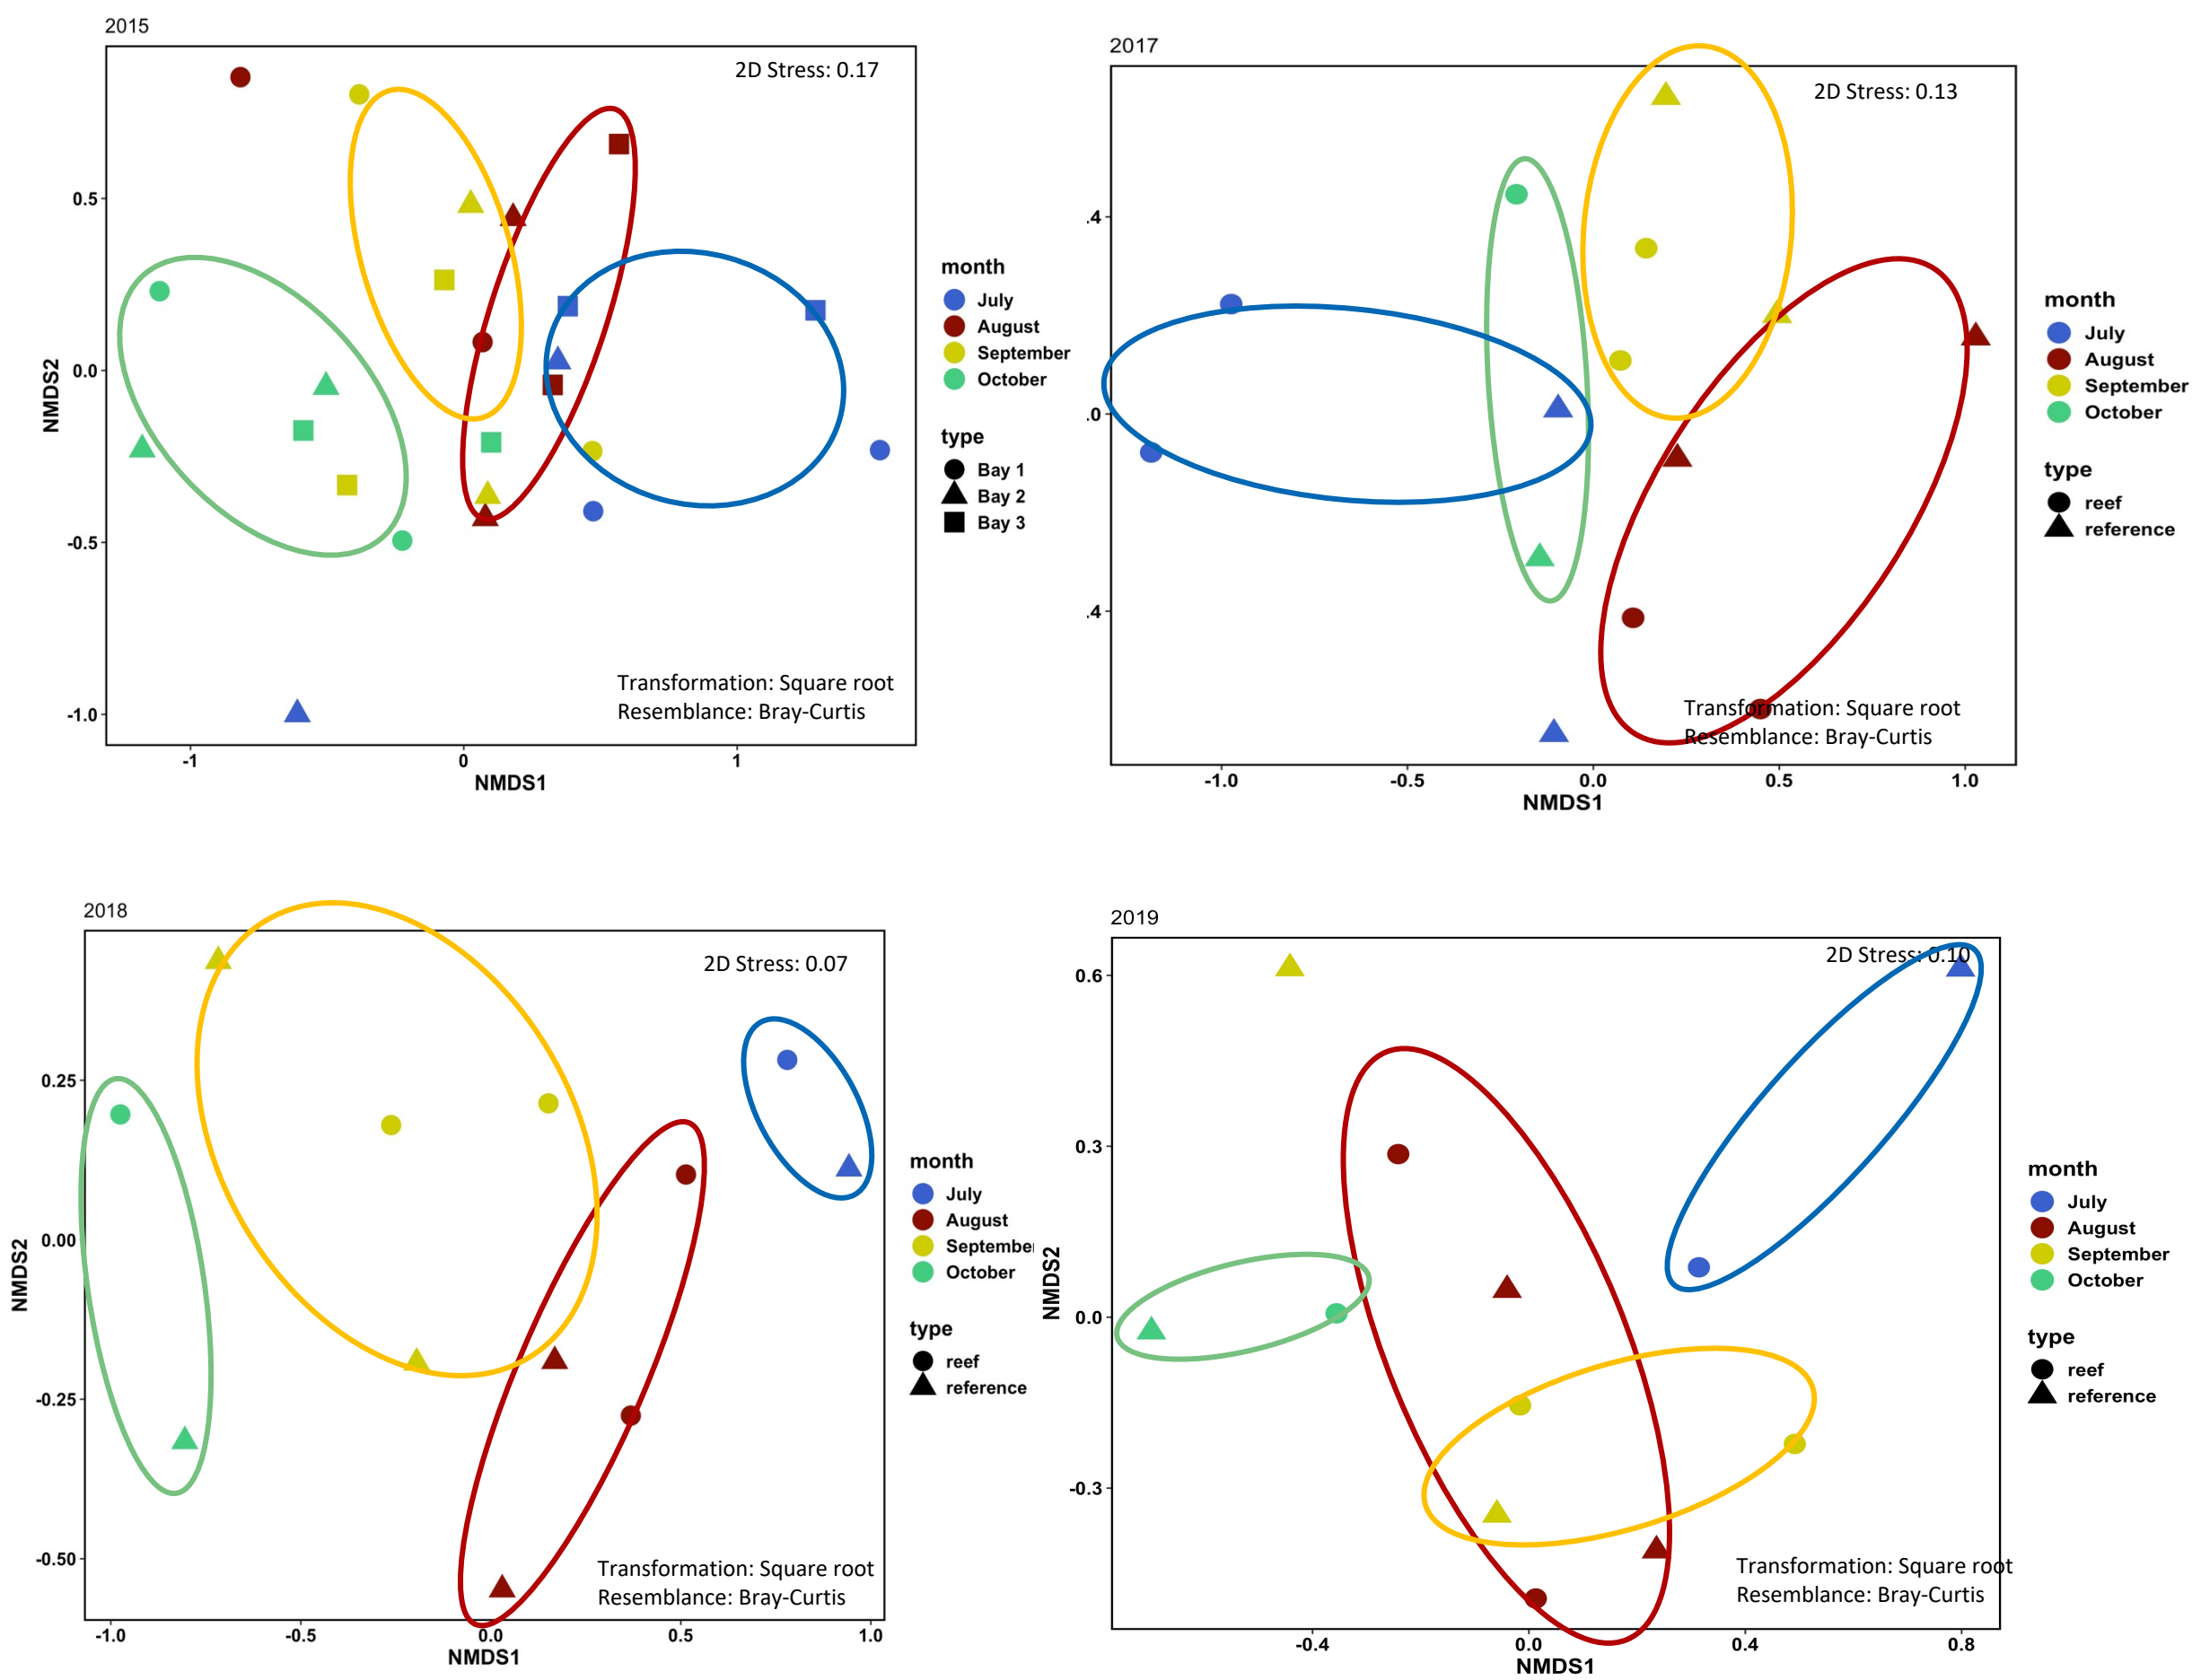 2015
2D Stress: 0.17
0.5
0.0
-0.5
-1.0
NMDS2
-1
0
1
NMDS1
Transformation: Square root
Resemblance: Bray-Curtis
month
July
August
September
October
type
Bay 1
Bay 2
Bay 3
2017
2D Stress: 0.13
.4
.0
.4
-1.0
-0.5
0.0
0.5
1.0
NMDS1
Transformation: Square root
Resemblance: Bray-Curtis
month
July
August
September
October
type
reef
reference
2018
2D Stress: 0.07
0.25
0.00
-0.25
-0.50
NMDS2
-1.0
-0.5
0.0
0.5
1.0
NMDS1
Transformation: Square root
Resemblance: Bray-Curtis
month
July
August
September
October
type
reef
reference
2019
2D Stress: 0.10
0.6
0.3
0.0
-0.3
NMDS2
-0.4
0.0
0.4
0.8
NMDS1
Transformation: Square root
Resemblance: Bray-Curtis
month
July
August
September
October
type
reef
reference